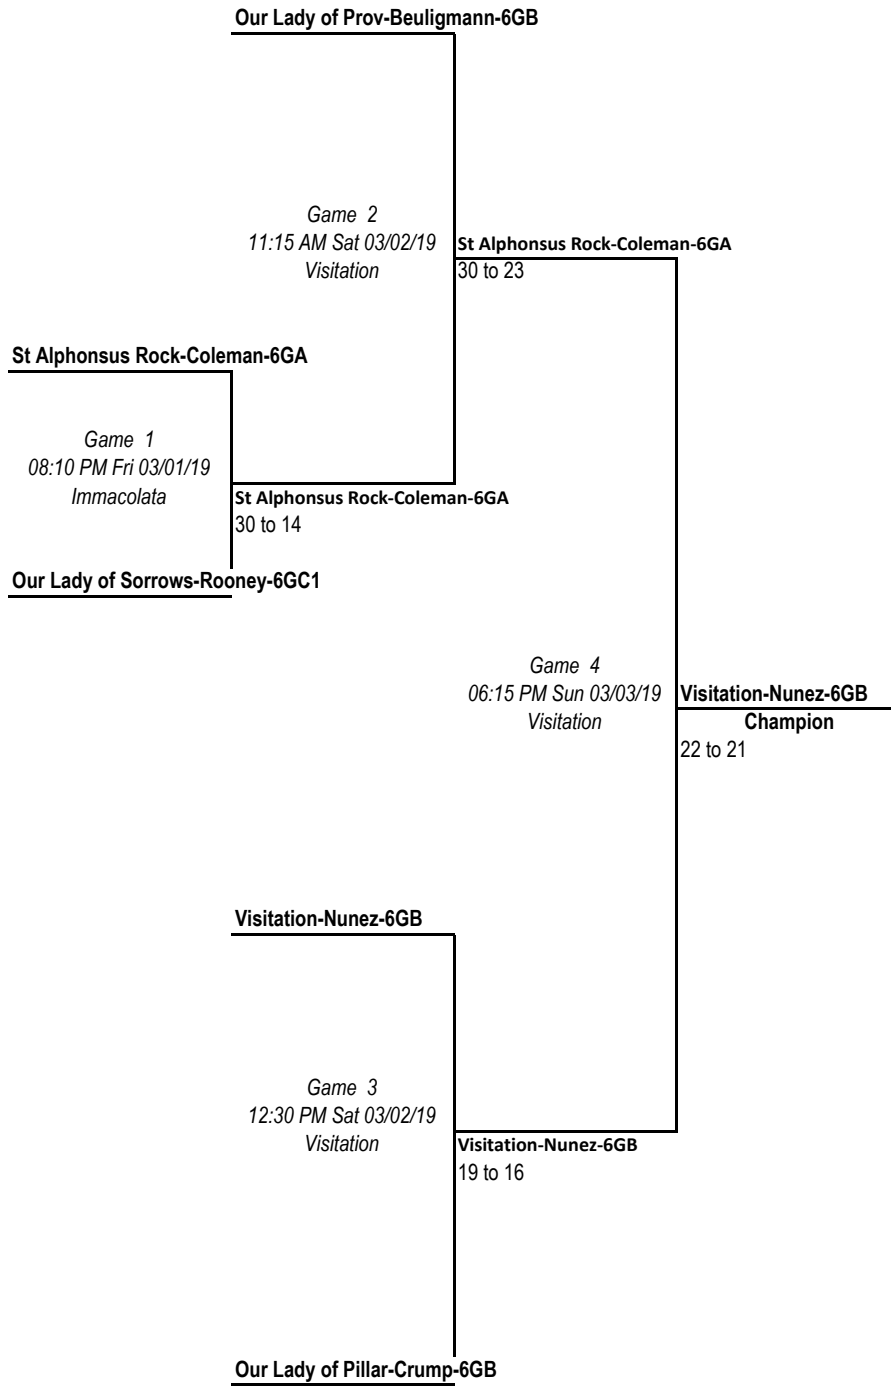 Our Lady of Prov-Beuligmann-6GB
Game 2
11:15 AM Sat 03/02/19
Visitation
St Alphonsus Rock-Coleman-6GA
30 to 23
St Alphonsus Rock-Coleman-6GA
Game 1
08:10 PM Fri 03/01/19
Immacolata
St Alphonsus Rock-Coleman-6GA
30 to 14
Our Lady of Sorrows-Rooney-6GC1
Game 4
06:15 PM Sun 03/03/19
Visitation
Visitation-Nunez-6GB
Champion
22 to 21
Visitation-Nunez-6GB
Game 3
12:30 PM Sat 03/02/19
Visitation
Visitation-Nunez-6GB
19 to 16
Our Lady of Pillar-Crump-6GB